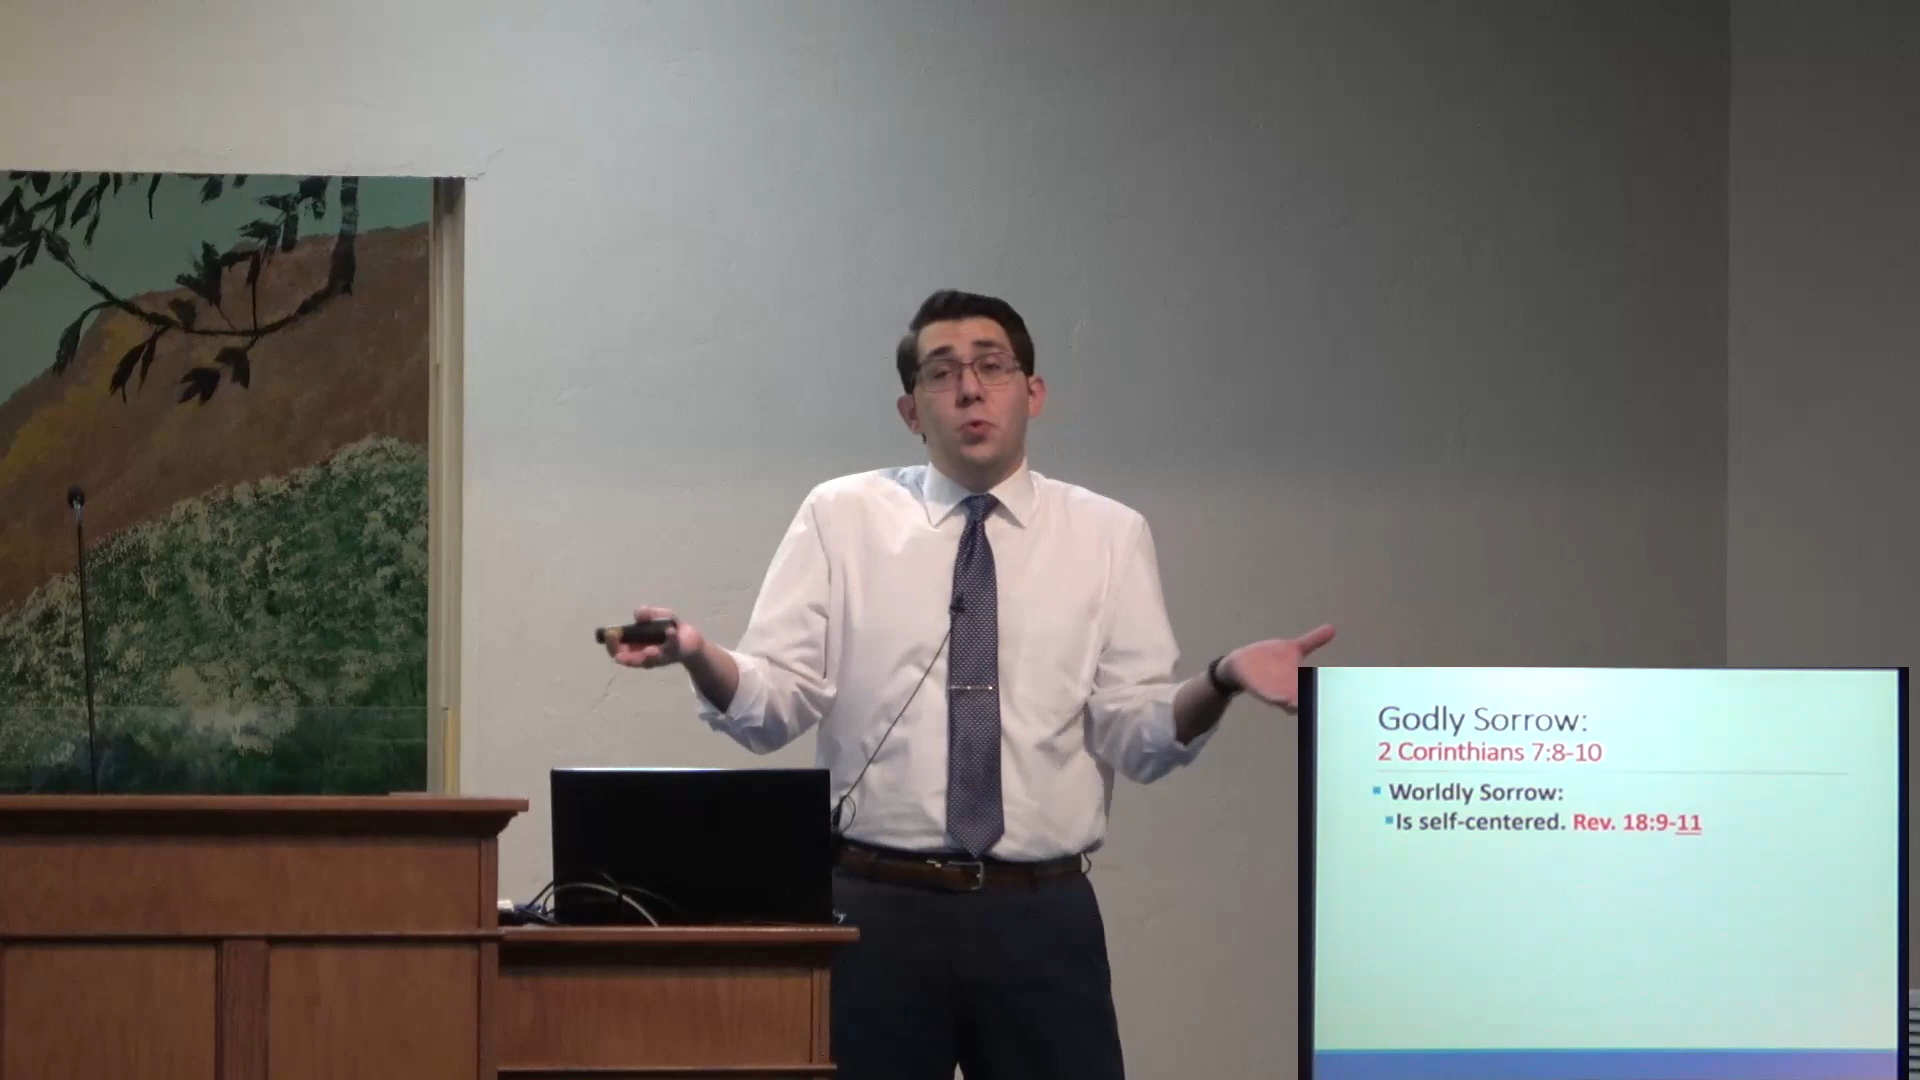 Godly Sorrow:
2 Corinthians 7:8-10
Worldly Sorrow:
Is self-centered. Rev. 18:9-11